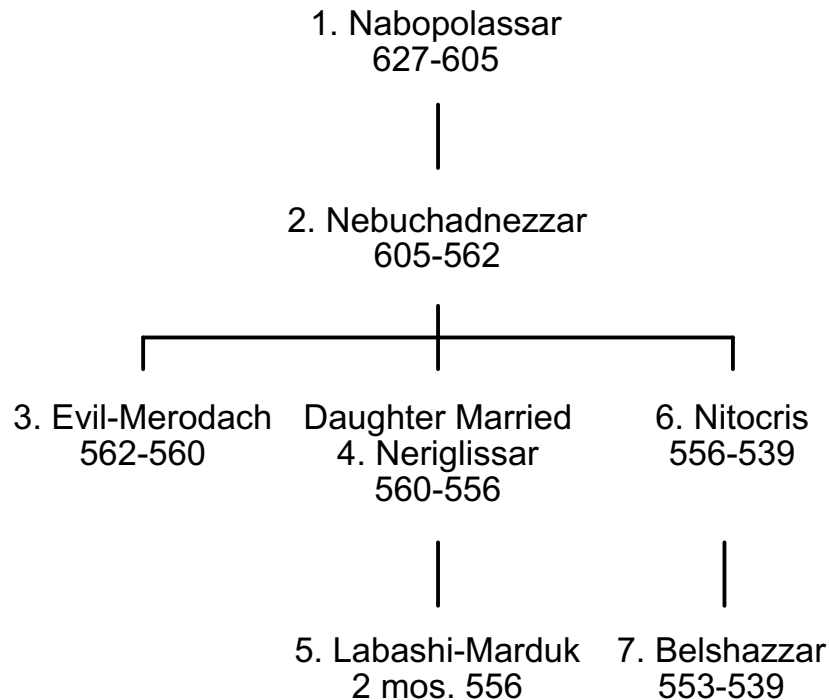 1. Nabopolassar
627-605
2. Nebuchadnezzar
605-562
3. Evil-Merodach
562-560
Daughter Married
4. Neriglissar
560-556
6. Nitocris
556-539
5. Labashi-Marduk
2 mos. 556
7. Belshazzar
553-539